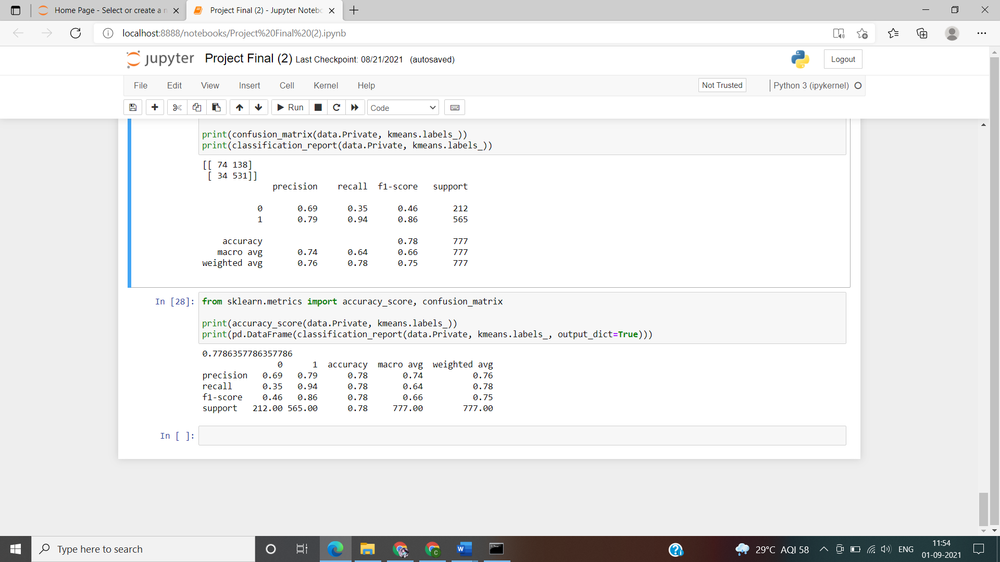 Home Page - Select or create a n
Project Final (2) - Jupyter Notebo
localhost:8888/notebooks/Project%20Final%20(2).ipynb
jupyter Project Final (2) Last Checkpoint: 08/21/2021 (autosaved)
Logout
File Edit View Insert Cell Kernel Help
Not Trusted
Python 3 (ipykernel)
Run
Code
print(confusion_matrix(data.Private, kmeans.labels_))
print(classification_report(data.Private, kmeans.labels_))
[[ 74 138]
[ 34 531]]
precision recall f1-score support
0 0.69 0.35 0.46 212
1 0.79 0.94 0.86 565
accuracy 0.78 777
macro avg 0.74 0.64 0.66 777
weighted avg 0.76 0.78 0.75 777
In [28]: from sklearn.metrics import accuracy_score, confusion_matrix
print(accuracy_score(data.Private, kmeans.labels_))
print(pd.DataFrame(classification_report(data.Private, kmeans.labels_, output_dict=True)))
0.7786357786357786
0 1 accuracy macro avg weighted avg
precision 0.69 0.79 0.78 0.74 0.76
recall 0.35 0.94 0.78 0.64 0.78
f1-score 0.46 0.86 0.78 0.66 0.75
support 212.00 565.00 0.78 777.00 777.00
In [ ]:
Type here to search
29°C AQI 58
ENG
11:54
01-09-2021